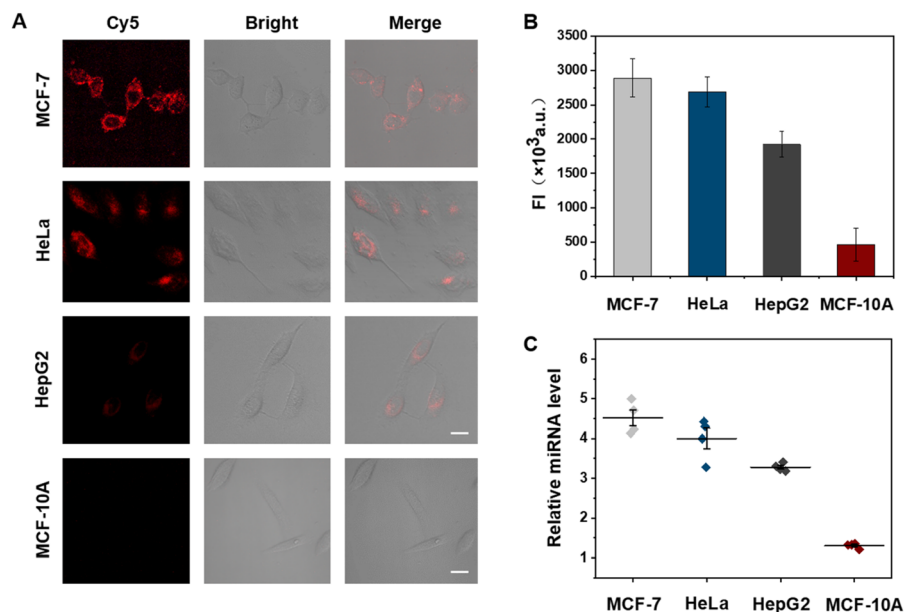 A
Cy5 Bright Merge
MCF-7
HeLa
HepG2
MCF-10A
B
FI（×10³a.u.）
3500
3000
2500
2000
1500
1000
500
0
MCF-7 HeLa HepG2 MCF-10A
C
Relative miRNA level
6
5
4
3
2
1
MCF-7 HeLa HepG2 MCF-10A